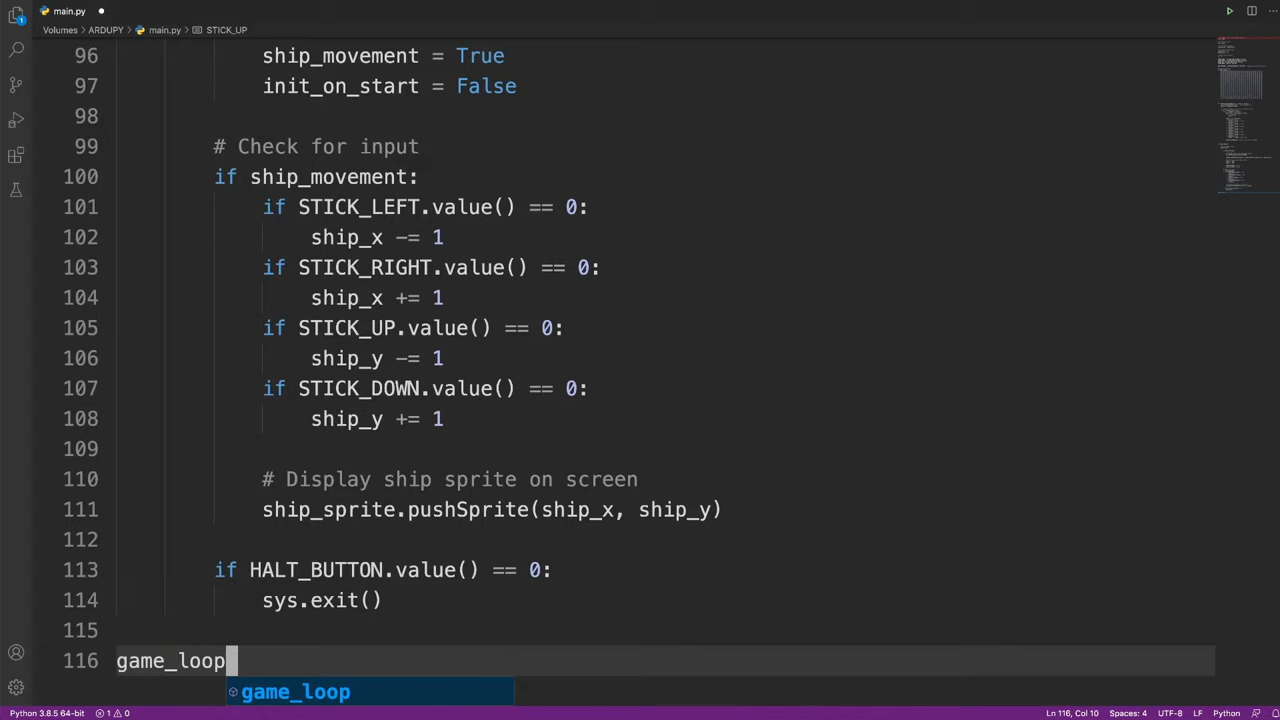 main.py
Volumes ARDUPY main.py STICK_UP
96 ship_movement = True
97 init_on_start = False
98
99 # Check for input
100 if ship_movement:
101 if STICK_LEFT.value() == 0:
102 ship_x -= 1
103 if STICK_RIGHT.value() == 0:
104 ship_x += 1
105 if STICK_UP.value() == 0:
106 ship_y -= 1
107 if STICK_DOWN.value() == 0:
108 ship_y += 1
109
110 # Display ship sprite on screen
111 ship_sprite.pushSprite(ship_x, ship_y)
112
113 if HALT_BUTTON.value() == 0:
114 sys.exit()
115
116 game_loop
game_loop
Python 3.8.5 64-bit 1 0 Ln 116, Col 10 Spaces: 4 UTF-8 LF Python